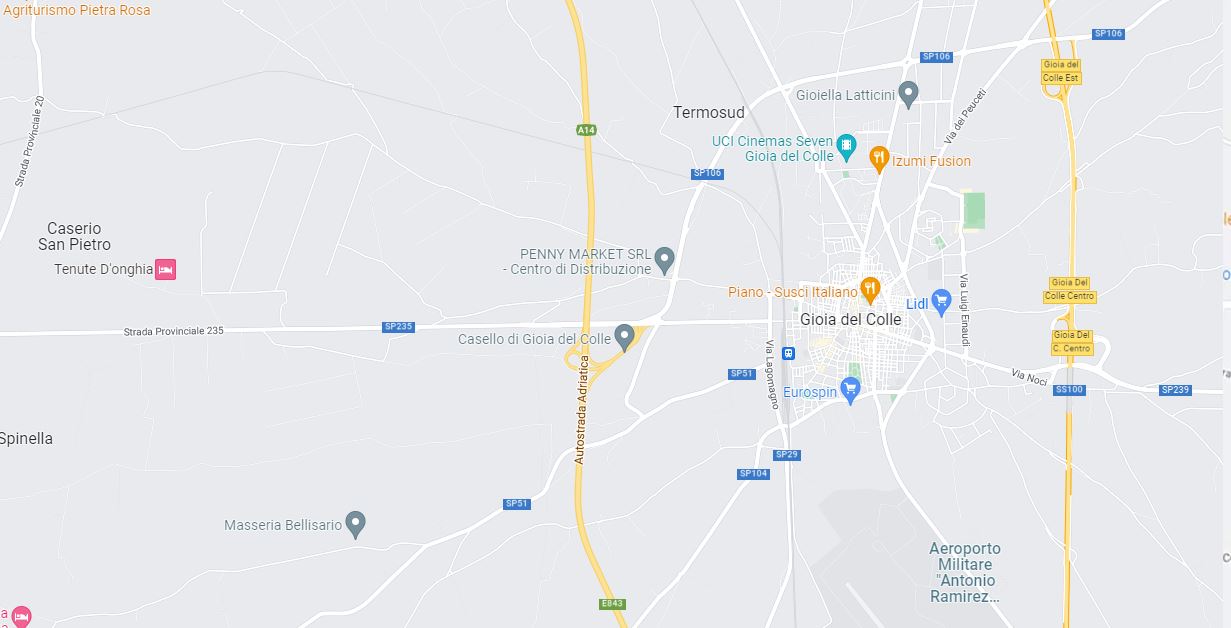 Agriturismo Pietra Rosa
SP106
SP106
Gioia del
Colle Est
Gioiella Latticini
Strada Provinciale 20
Termosud
A14
Via dei Peuceti
UCI Cinemas Seven
Gioia del Colle
Izumi Fusion
SP106
Caserio
San Pietro
Tenute D'onghia
PENNY MARKET SRL
- Centro di Distribuzione
Piano - Susci Italiano
Lidl
Gioia Del
Colle Centro
Via Luigi Einaudi
Gioia del Colle
Strada Provinciale 235
SP235
Casello di Gioia del Colle
Gioia Del
C. Centro
Via Lagomagno
SP51
Via Noci
SS100
SP239
Eurospin
Autostrada Adriatica
Spinella
SP29
SP104
SP51
Masseria Bellisario
Aeroporto
Militare
"Antonio
Ramirez...
E843
a